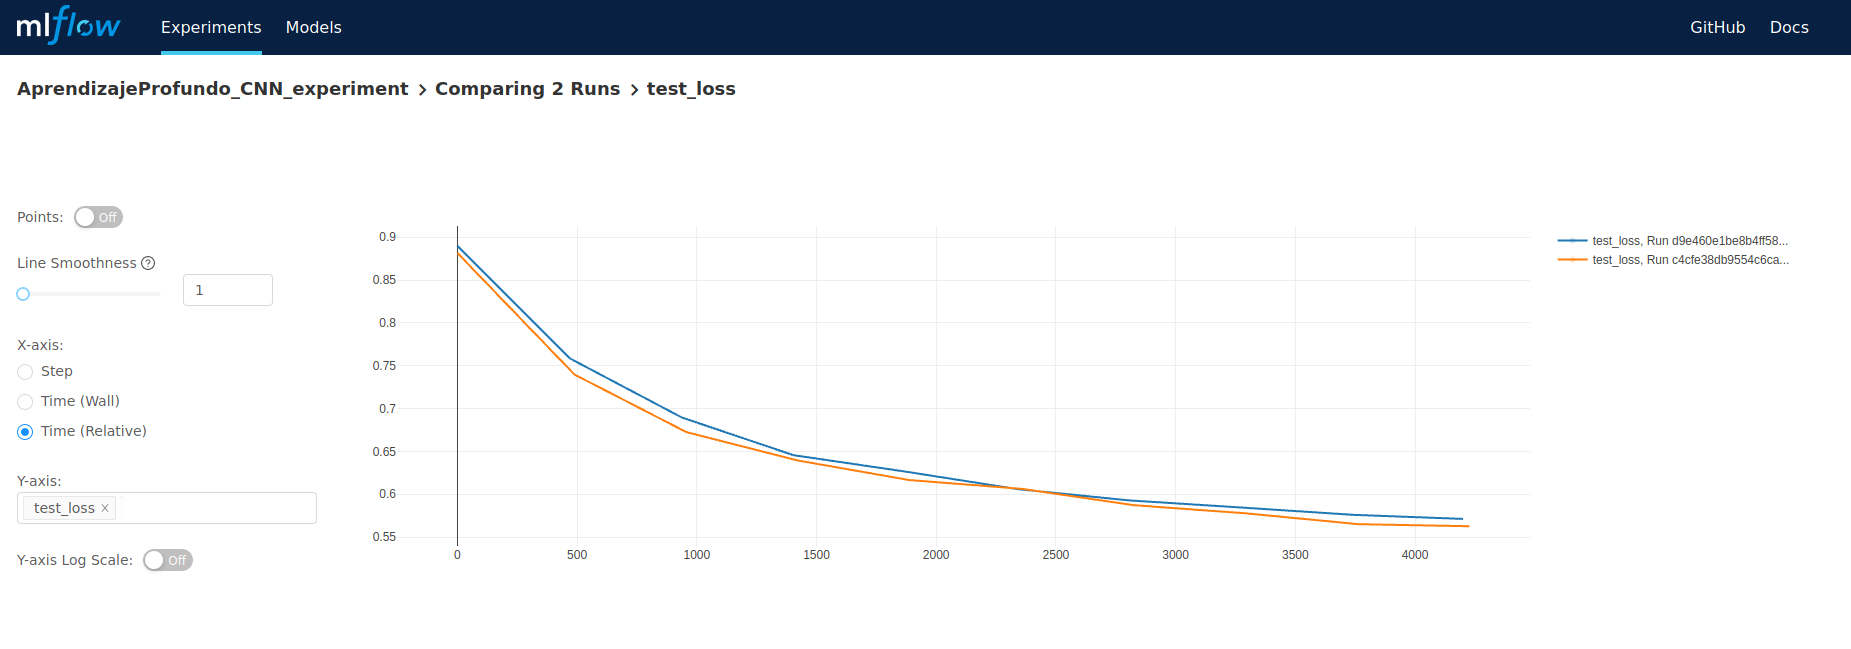 mlflow Experiments Models GitHub Docs
AprendizajeProfundo_CNN_experiment > Comparing 2 Runs > test_loss
Points: Off
Line Smoothness ?
1
X-axis:
Step
Time (Wall)
Time (Relative)
Y-axis:
test_loss ×
Y-axis Log Scale: Off
0.9
0.85
0.8
0.75
0.7
0.65
0.6
0.55
0 500 1000 1500 2000 2500 3000 3500 4000
test_loss, Run d9e460e1be8b4ff58...
test_loss, Run c4cfe38db9554c6ca...